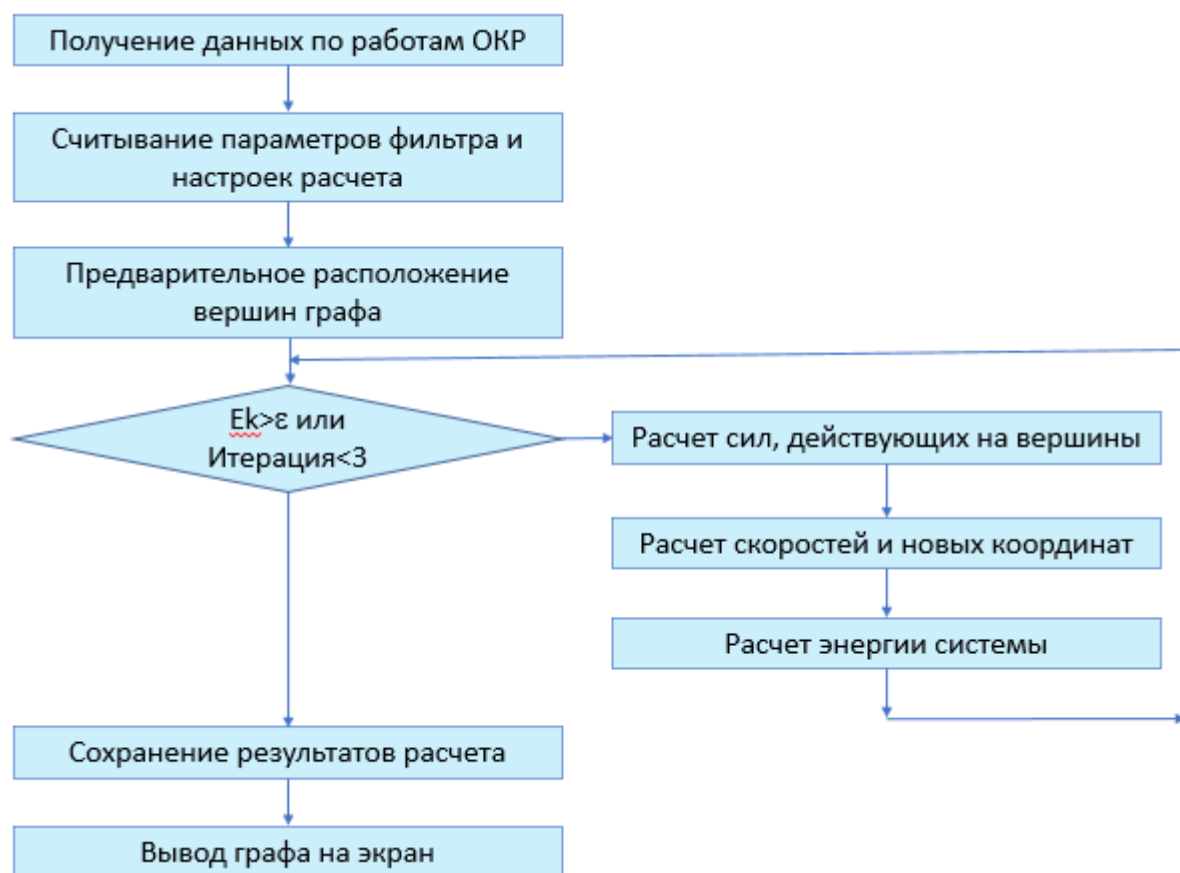 Получение данных по работам ОКР
Считывание параметров фильтра и
настроек расчета
Предварительное расположение
вершин графа
Ek>ε или
Итерация<3
Расчет сил, действующих на вершины
Расчет скоростей и новых координат
Расчет энергии системы
Сохранение результатов расчета
Вывод графа на экран